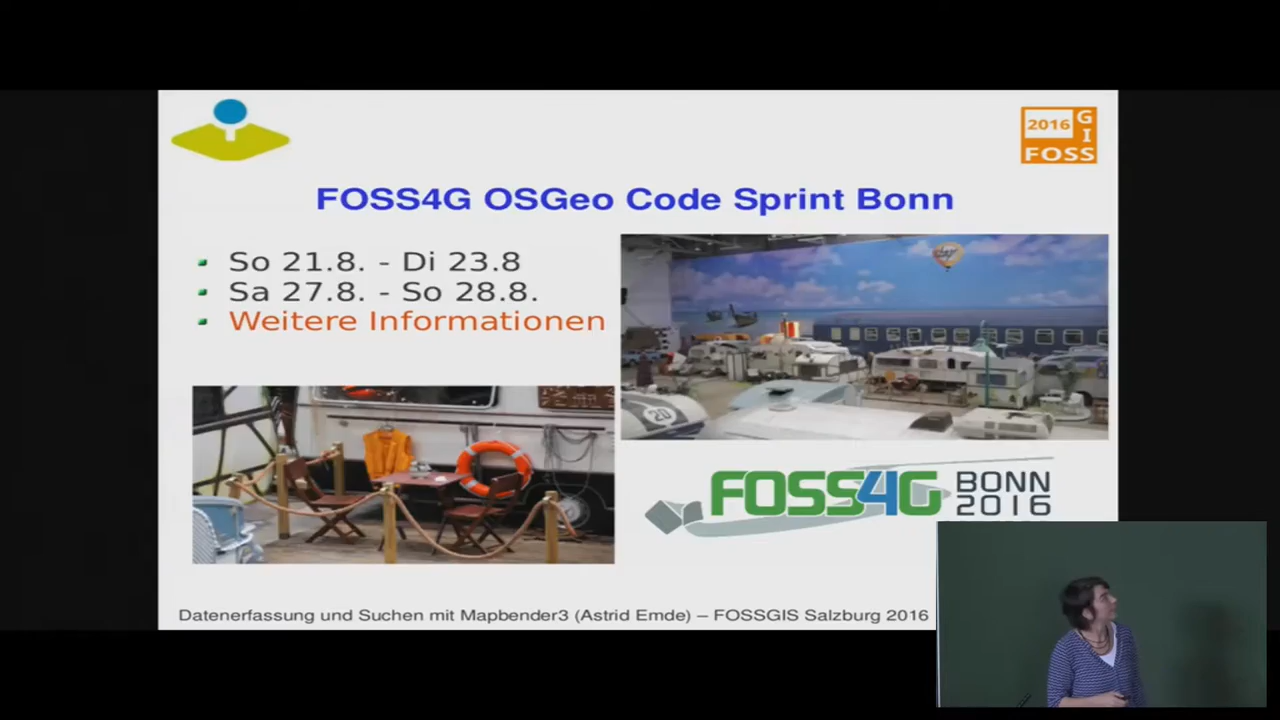 2016
G
I
FOSS
FOSS4G OSGeo Code Sprint Bonn
So 21.8. - Di 23.8
Sa 27.8. - So 28.8.
Weitere Informationen
20
FOSS4G BONN
2016
Datenerfassung und Suchen mit Mapbender3 (Astrid Emde) – FOSSGIS Salzburg 2016